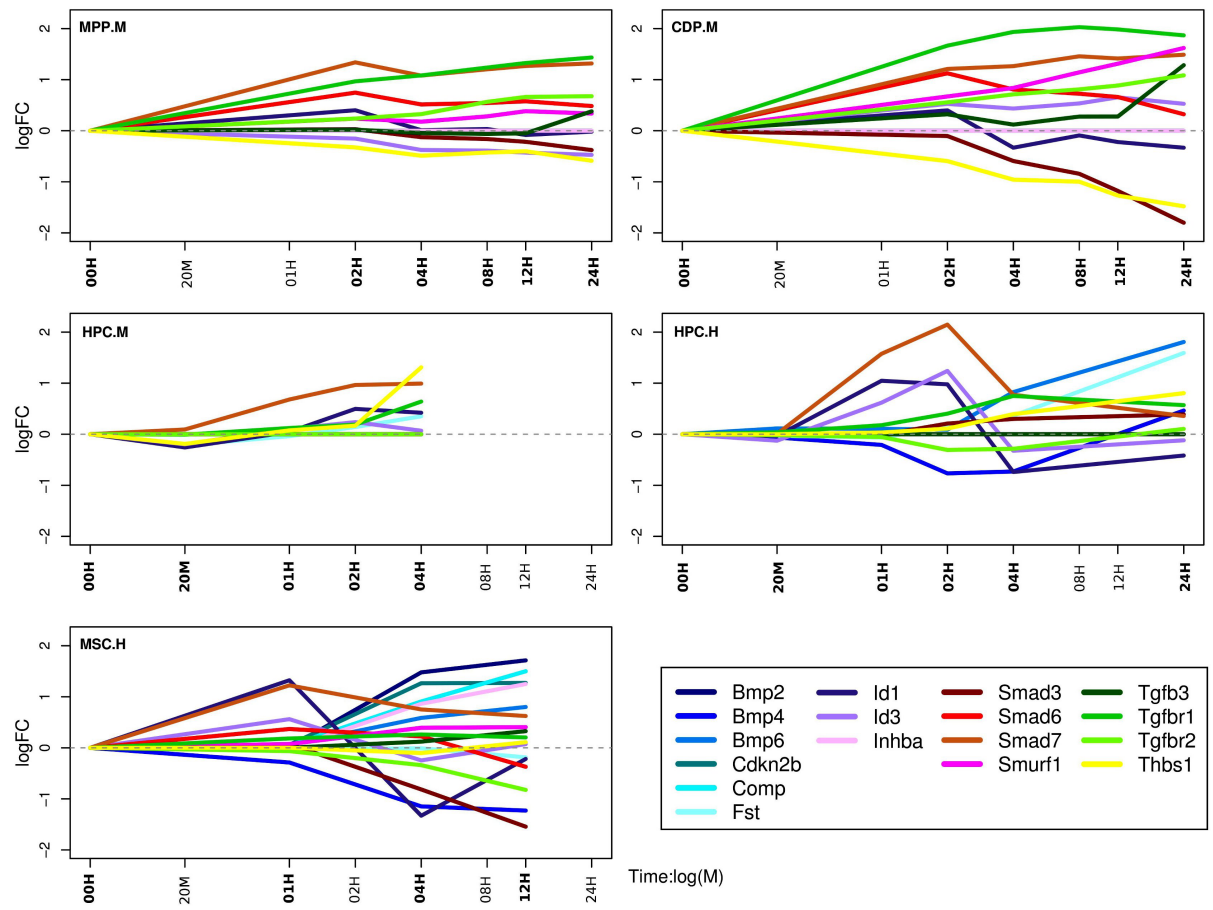 MPP.M
logFC
2
1
0
−1
−2
00H 20M 01H 02H 04H 08H 12H 24H
CDP.M
2
1
0
−1
−2
00H 20M 01H 02H 04H 08H 12H 24H
HPC.M
logFC
2
1
0
−1
−2
00H 20M 01H 02H 04H 08H 12H 24H
HPC.H
2
1
0
−1
−2
00H 20M 01H 02H 04H 08H 12H 24H
MSC.H
logFC
2
1
0
−1
−2
00H 20M 01H 02H 04H 08H 12H 24H
Time:log(M)
Bmp2 Id1 Smad3 Tgfb3
Bmp4 Id3 Smad6 Tgfbr1
Bmp6 Inhba Smad7 Tgfbr2
Cdkn2b Smurf1 Thbs1
Comp
Fst